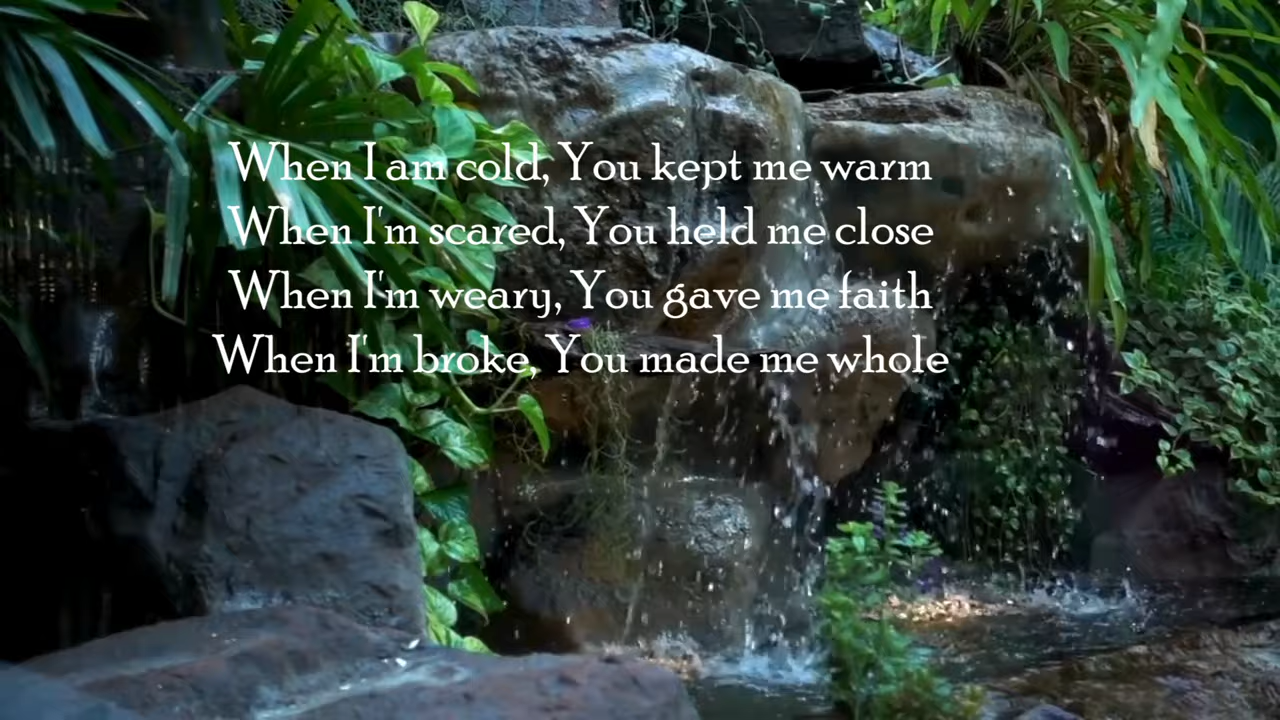 When I am cold, You kept me warm
When I'm scared, You held me close
When I'm weary, You gave me faith
When I'm broke, You made me whole